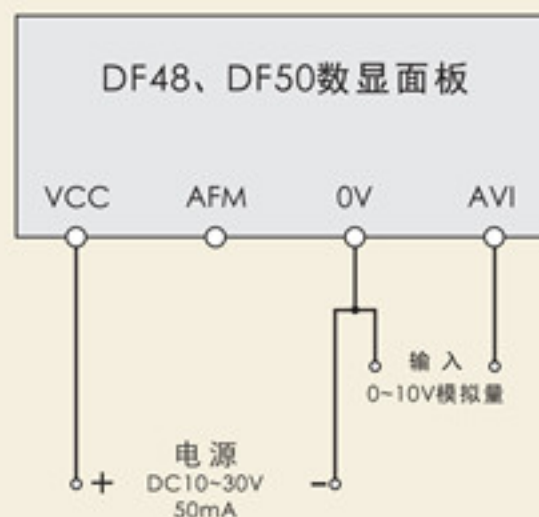 DF48、DF50数显面板
VCC AFM 0V AVI
输入
0~10V模拟量
电源
+ DC10~30V -
50mA